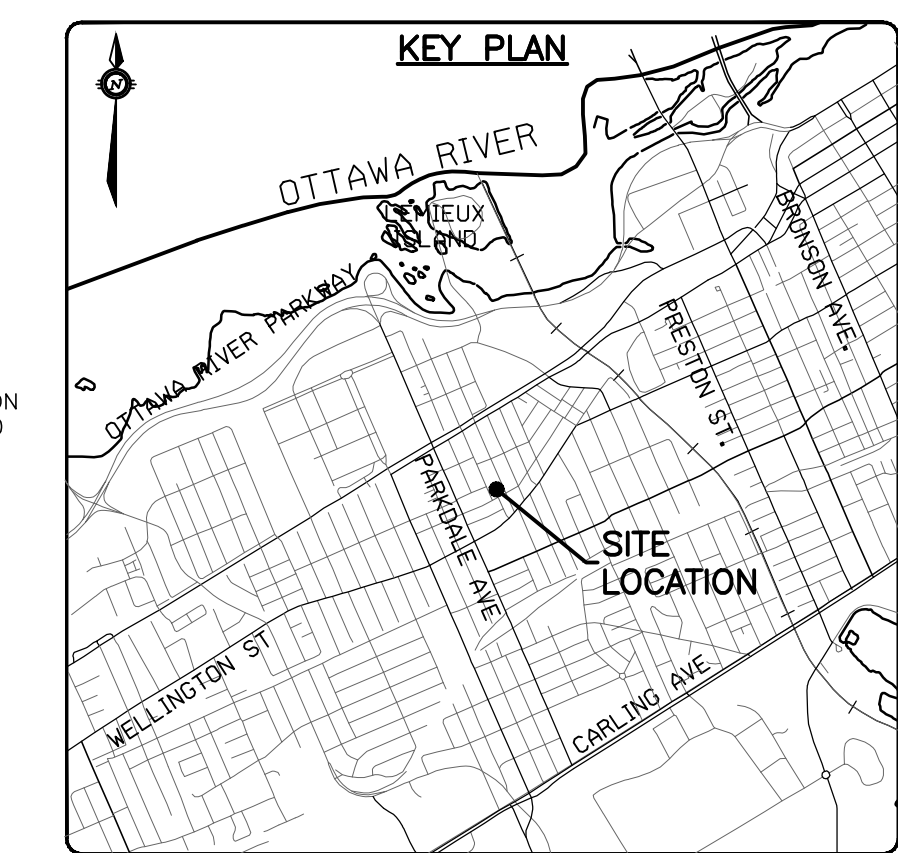 KEY PLAN
N
OTTAWA RIVER
LEMIEUX
ISLAND
BRONSON AVE.
OTTAWA RIVER PARKWAY
PRESTON ST.
ON
PARKDALE AVE
SITE
LOCATION
WELLINGTON ST
CARLING AVE